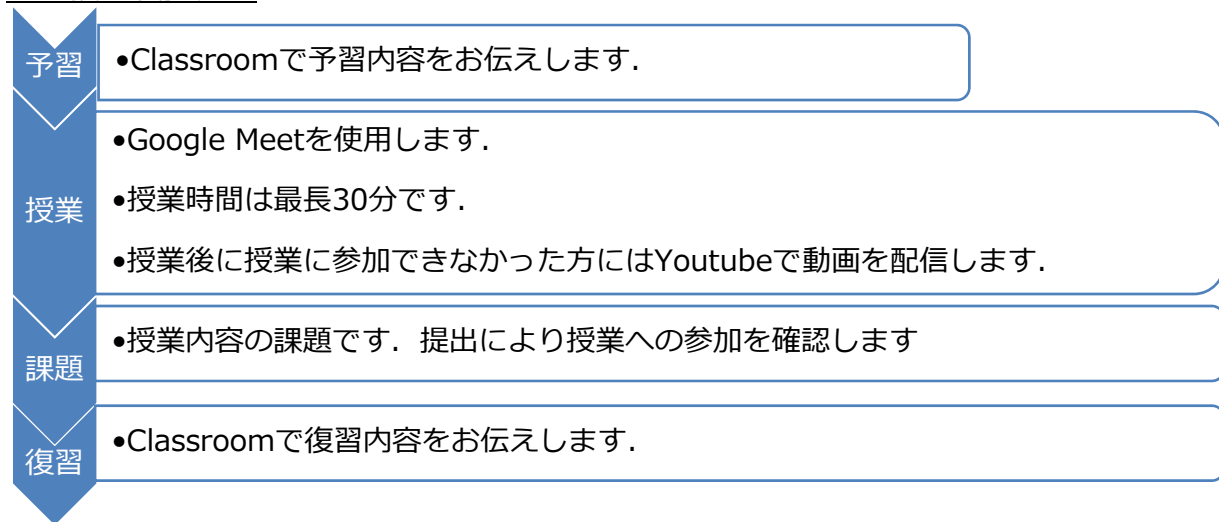 予習
•Classroomで予習内容をお伝えします.
授業
•Google Meetを使用します.
•授業時間は最長30分です.
•授業後に授業に参加できなかった方にはYoutubeで動画を配信します.
課題
•授業内容の課題です. 提出により授業への参加を確認します
復習
•Classroomで復習内容をお伝えします.